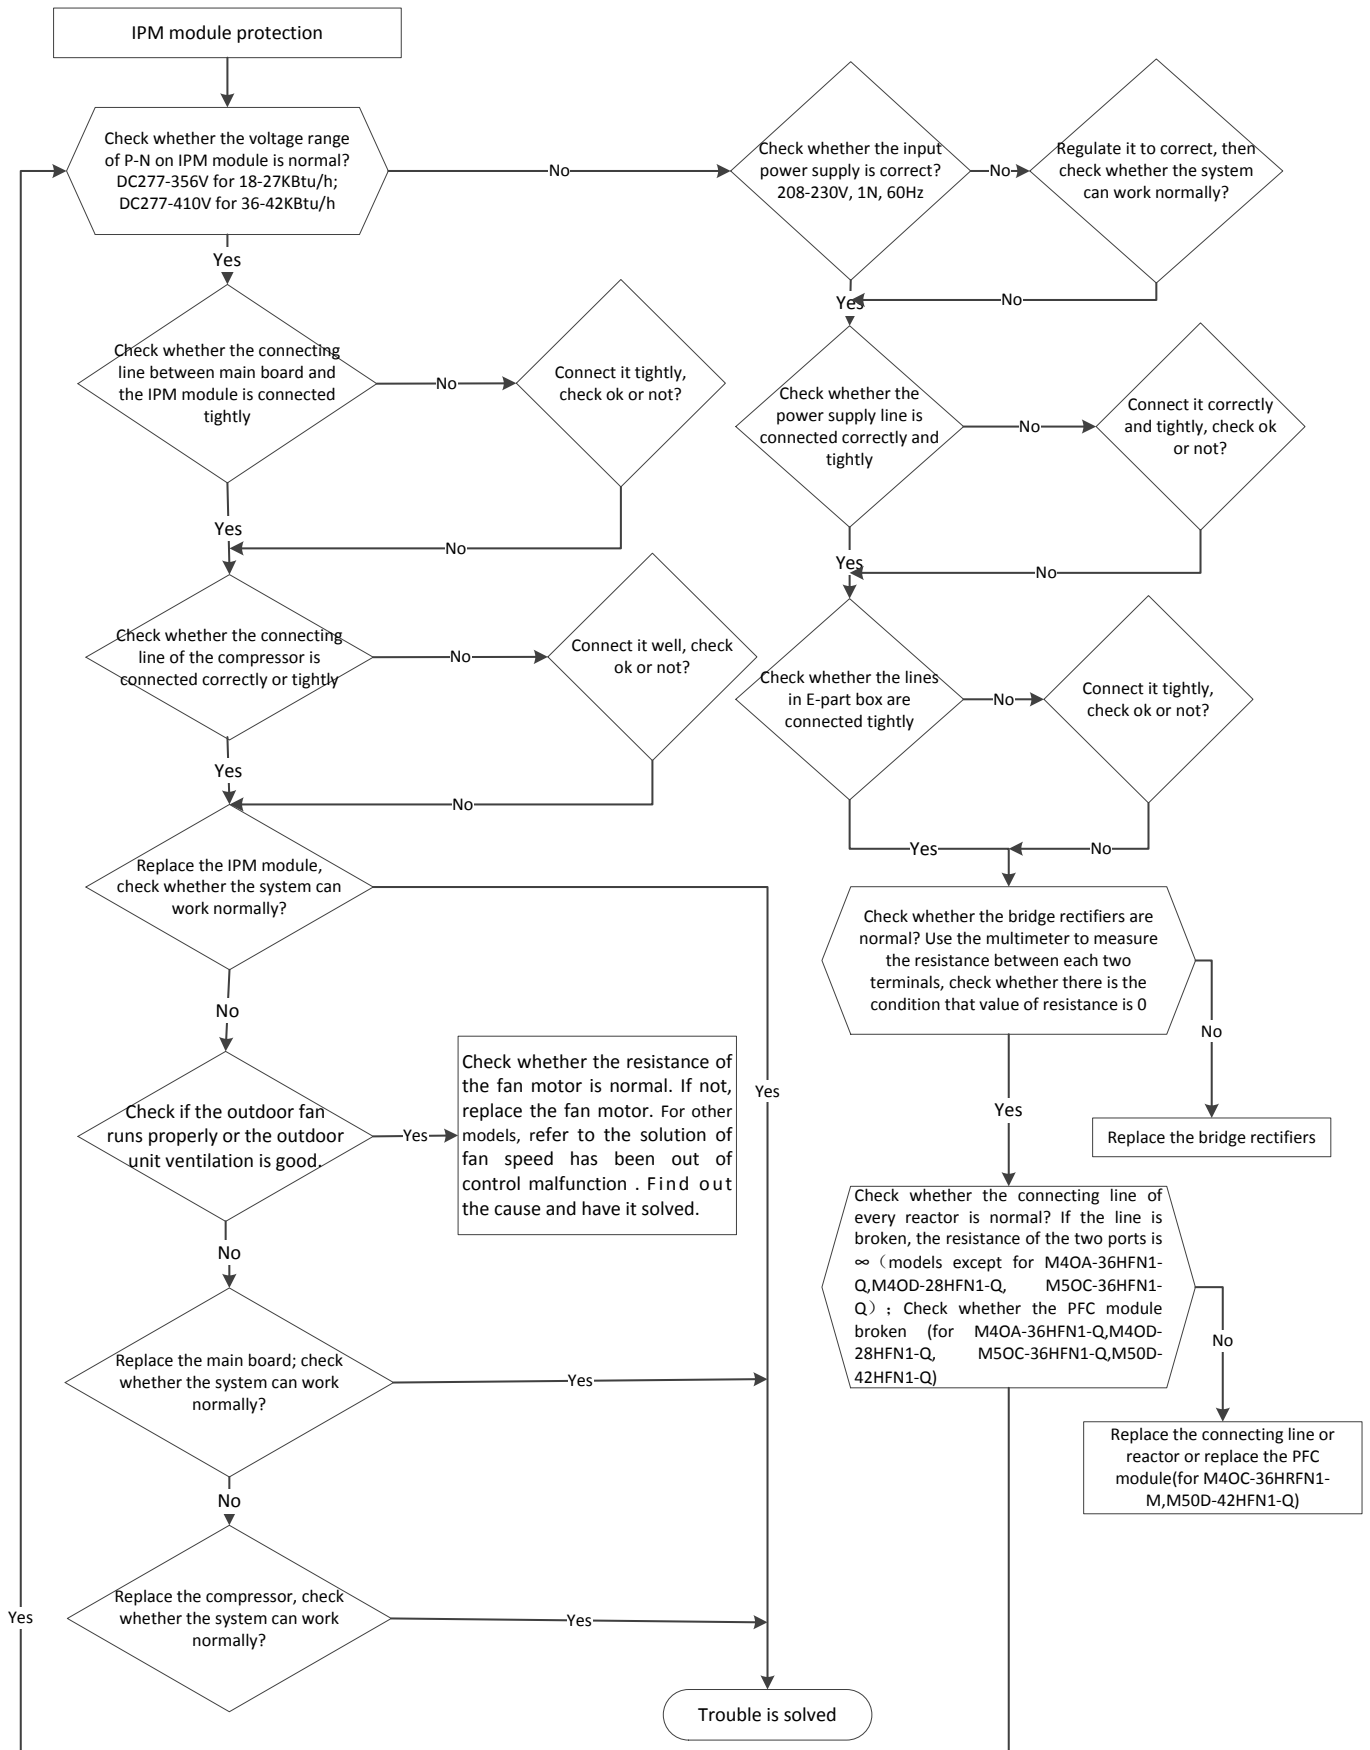 IPM module protection
Check whether the voltage range
of P-N on IPM module is normal?
DC277-356V for 18-27KBtu/h;
DC277-410V for 36-42KBtu/h
No
Check whether the input
power supply is correct?
208-230V, 1N, 60Hz
No
Regulate it to correct, then
check whether the system
can work normally?
Yes
Yes
No
Check whether the connecting
line between main board and
the IPM module is connected
tightly
No
Connect it tightly,
check ok or not?
Check whether the
power supply line is
connected correctly and
tightly
No
Connect it correctly
and tightly, check ok
or not?
Yes
No
Yes
No
Check whether the connecting
line of the compressor is
connected correctly or tightly
No
Connect it well, check
ok or not?
Check whether the lines
in E-part box are
connected tightly
No
Connect it tightly,
check ok or not?
Yes
No
Yes
No
Replace the IPM module,
check whether the system can
work normally?
Check whether the bridge rectifiers are
normal? Use the multimeter to measure
the resistance between each two
terminals, check whether there is the
condition that value of resistance is 0
No
No
Yes
Yes
Check if the outdoor fan
runs properly or the outdoor
unit ventilation is good.
Yes
Check whether the resistance of
the fan motor is normal. If not,
replace the fan motor. For other
models, refer to the solution of
fan speed has been out of
control malfunction . Find out
the cause and have it solved.
Replace the bridge rectifiers
Check whether the connecting line of
every reactor is normal? If the line is
broken, the resistance of the two ports is
∞（models except for M4OA-36HFN1-
Q,M4OD-28HFN1-Q, M5OC-36HFN1-
Q）; Check whether the PFC module
broken (for M4OA-36HFN1-Q,M4OD-
28HFN1-Q, M5OC-36HFN1-Q,M50D-
42HFN1-Q)
No
No
Replace the main board; check
whether the system can work
normally?
Yes
Replace the connecting line or
reactor or replace the PFC
module(for M4OC-36HRFN1-
M,M50D-42HFN1-Q)
No
Replace the compressor, check
whether the system can work
normally?
Yes
Yes
Trouble is solved